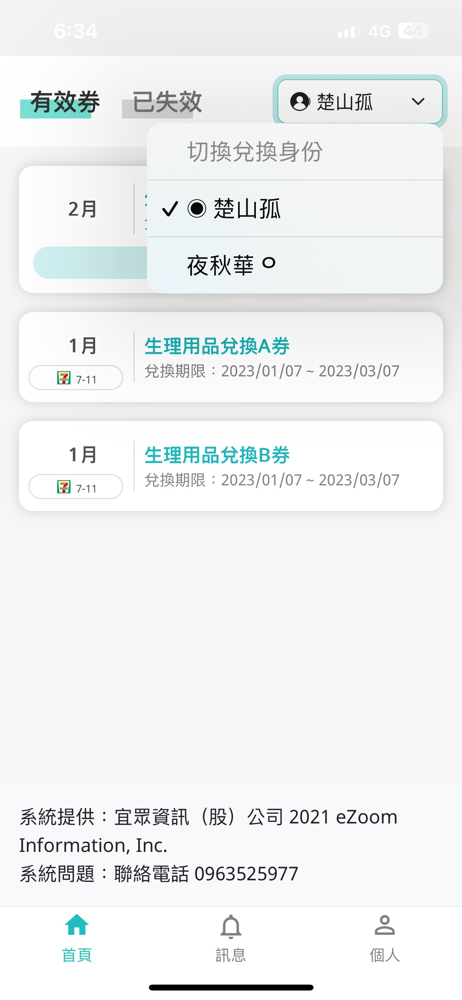 6:34
4G 44
有效券 已失效 楚山孤
切換兌換身份
楚山孤
夜秋華
2月
1月
生理用品兌換A券
兌換期限：2023/01/07 ~ 2023/03/07
7-11
1月
生理用品兌換B券
兌換期限：2023/01/07 ~ 2023/03/07
7-11
系統提供：宜眾資訊（股）公司 2021 eZoom
Information, Inc.
系統問題：聯絡電話 0963525977
首頁 訊息 個人